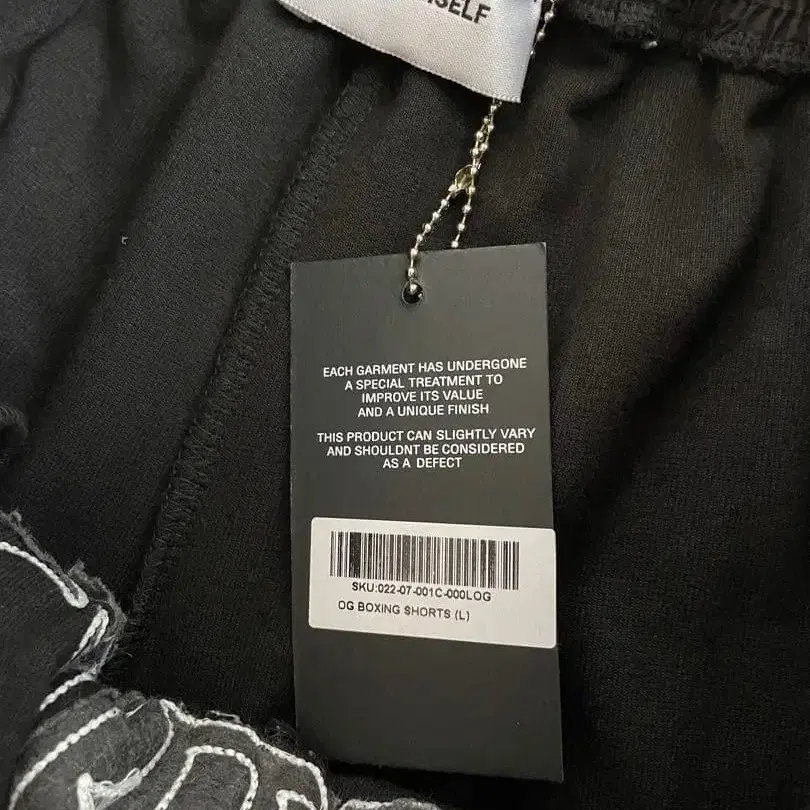 EACH GARMENT HAS UNDERGONE
A SPECIAL TREATMENT TO
IMPROVE ITS VALUE
AND A UNIQUE FINISH
THIS PRODUCT CAN SLIGHTLY VARY
AND SHOULDNT BE CONSIDERED
AS A DEFECT
SKU:022-07-001C-000LOG
OG BOXING SHORTS (L)